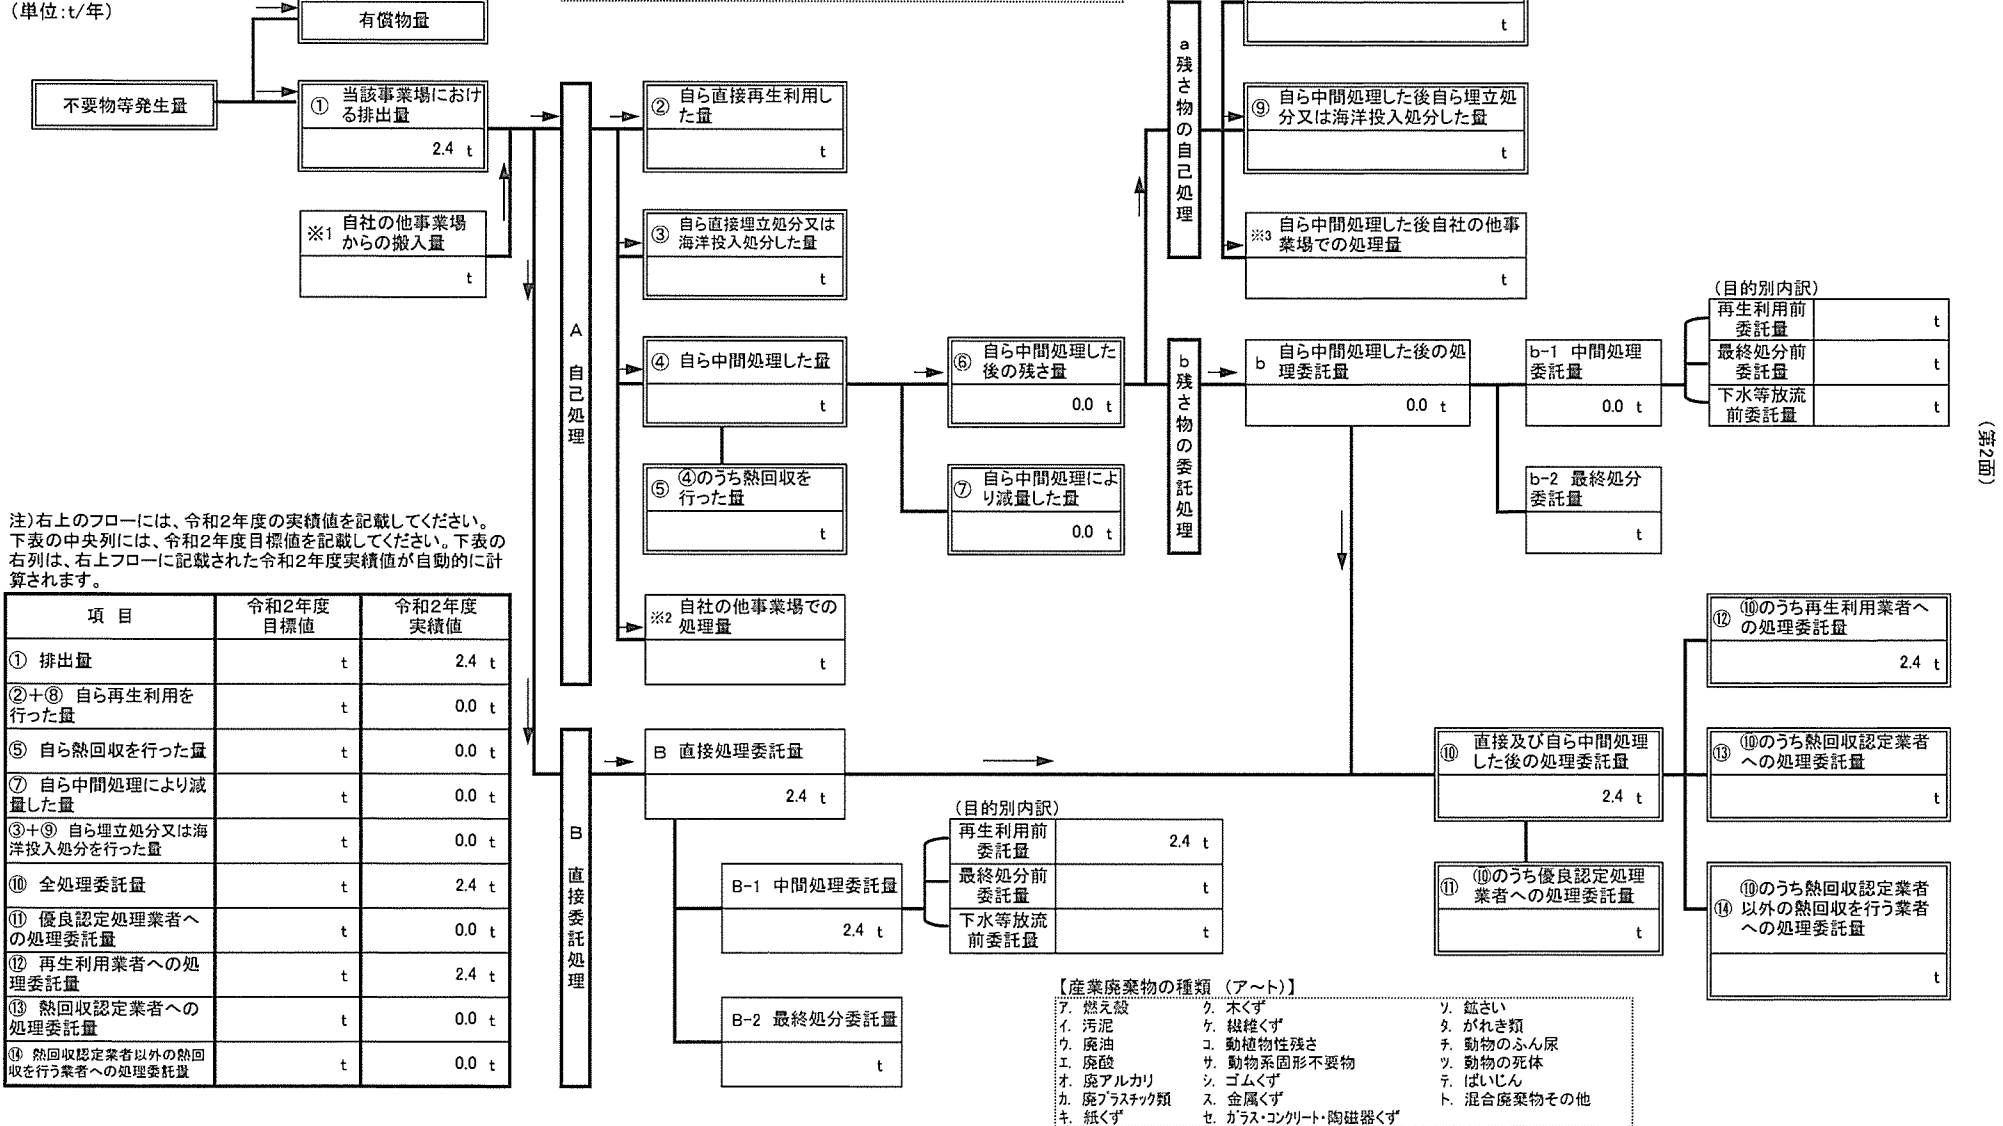 (単位:t/年)
有償物量
不要物等発生量
① 当該事業場におけ
る排出量
2.4 t
※1 自社の他事業場
からの搬入量
t
A 自己処理
② 自ら直接再生利用し
た量
t
③ 自ら直接埋立処分又は
海洋投入処分した量
t
④ 自ら中間処理した量
t
⑤ ④のうち熱回収を
行った量
t
※2 自社の他事業場での
処理量
t
⑥ 自ら中間処理した
後の残さ量
0.0 t
⑦ 自ら中間処理によ
り減量した量
0.0 t
a残さ物の自己処理
t
⑨ 自ら中間処理した後自ら埋立処
分又は海洋投入処分した量
t
※3 自ら中間処理した後自社の他事
業場での処理量
t
b残さ物の委託処理
b 自ら中間処理した後の処
理委託量
0.0 t
b-1 中間処理
委託量
0.0 t
b-2 最終処分
委託量
t
(目的別内訳)
再生利用前
委託量
t
最終処分前
委託量
t
下水等放流
前委託量
t
(第2面)
注)右上のフローには、令和2年度の実績値を記載してください。
下表の中央列には、令和2年度目標値を記載してください。下表の
右列は、右上フローに記載された令和2年度実績値が自動的に計
算されます。
項 目
令和2年度
目標値
令和2年度
実績値
① 排出量
t
2.4 t
②+⑧ 自ら再生利用を
行った量
t
0.0 t
⑤ 自ら熱回収を行った量
t
0.0 t
⑦ 自ら中間処理により減
量した量
t
0.0 t
③+⑨ 自ら埋立処分又は海
洋投入処分を行った量
t
0.0 t
⑩ 全処理委託量
t
2.4 t
⑪ 優良認定処理業者へ
の処理委託量
t
0.0 t
⑫ 再生利用業者への処
理委託量
t
2.4 t
⑬ 熱回収認定業者への
処理委託量
t
0.0 t
⑭ 熱回収認定業者以外の熱回
収を行う業者への処理委託量
t
0.0 t
B 直接委託処理
B 直接処理委託量
2.4 t
B-1 中間処理委託量
2.4 t
B-2 最終処分委託量
t
(目的別内訳)
再生利用前
委託量
2.4 t
最終処分前
委託量
t
下水等放流
前委託量
t
⑩ 直接及び自ら中間処理
した後の処理委託量
2.4 t
⑪ ⑩のうち優良認定処理
業者への処理委託量
t
⑫ ⑩のうち再生利用業者へ
の処理委託量
2.4 t
⑬ ⑩のうち熱回収認定業者
への処理委託量
t
⑭ ⑩のうち熱回収認定業者
以外の熱回収を行う業者
への処理委託量
t
【産業廃棄物の種類 (ア~ト)】
ア. 燃え殻
イ. 汚泥
ウ. 廃油
エ. 廃酸
オ. 廃アルカリ
カ. 廃プラスチック類
キ. 紙くず
ク. 木くず
ケ. 繊維くず
コ. 動植物性残さ
サ. 動物系固形不要物
シ. ゴムくず
ス. 金属くず
セ. ガラス・コンクリート・陶磁器くず
ソ. 鉱さい
タ. がれき類
チ. 動物のふん尿
ツ. 動物の死体
テ. ばいじん
ト. 混合廃棄物その他